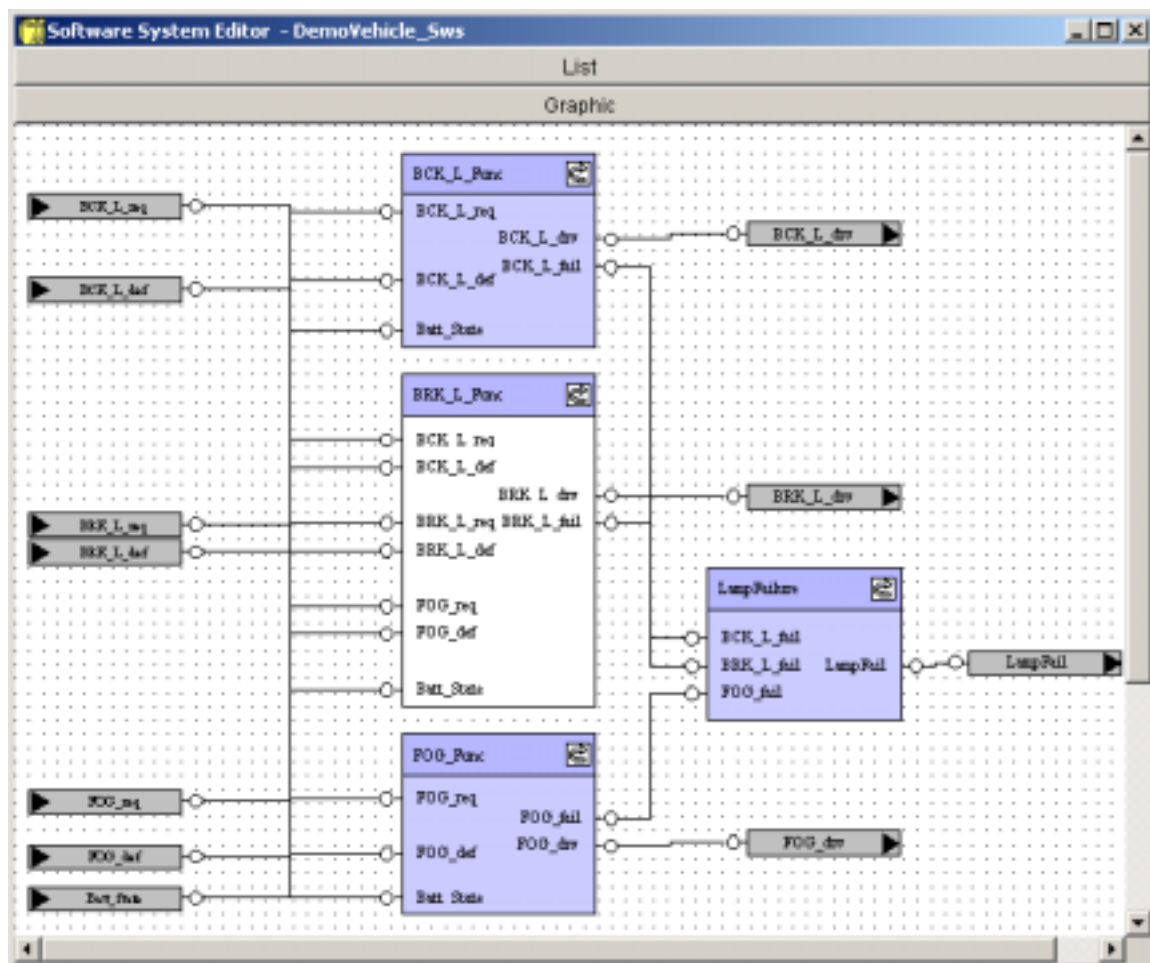 Software System Editor - DemoVehicle_Sws
List
Graphic
BCK_L_req
BCK_L_def
BRK_L_req
BRK_L_def
FOG_req
FOG_def
Batt_State
BCK_L_Func
BCK_L_req
BCK_L_drv
BCK_L_fail
BCK_L_def
Batt_State
BRK_L_Func
BCK_L_req
BCK_L_def
BRK_L_drv
BRK_L_req BRK_L_fail
BRK_L_def
FOG_req
FOG_def
Batt_State
FOG_Func
FOG_req
FOG_fail
FOG_drv
FOG_def
Batt_State
BCK_L_drv
BRK_L_drv
LampFailure
BCK_L_fail
BRK_L_fail LampFail
FOG_fail
LampFail
FOG_drv